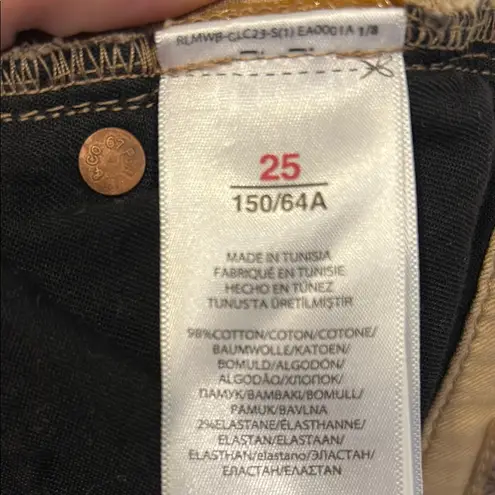 RLMWB-GLC23-S(1) EA0001A 1/8
25
150/64A
MADE IN TUNISIA
FABRIQUÉ EN TUNISIE
HECHO EN TÚNEZ
TUNUSTA ÜRETİLMİŞTİR
98%COTTON/COTON/COTONE/
BAUMWOLLE/KATOEN/
BOMULD/ALGODÓN/
ALGODÃO/ХЛОПОК/
ПАМУК/BAMBAKI/BOMULL/
PAMUK/BAVLNA
2%ELASTANE/ÉLASTHANNE/
ELASTAN/ELASTAAN/
ELASTHAN/elastano/ЭЛАСТАН/
ЕЛАСТАН/ΕΛΑΣΤΑΝ